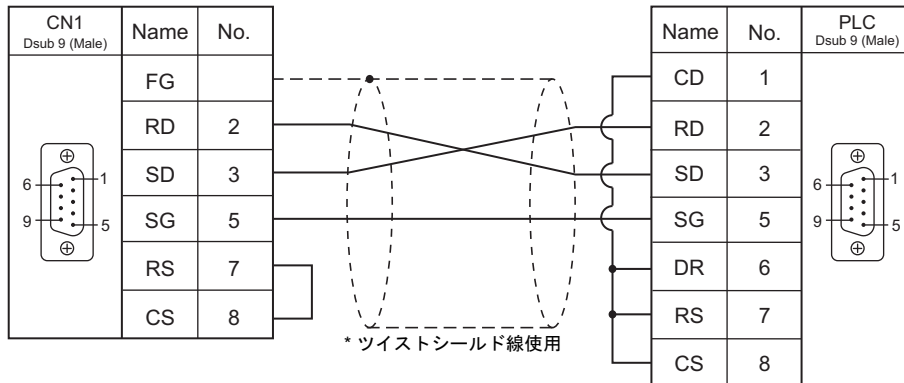 CN1
Dsub 9 (Male)
Name No.
FG
RD 2
SD 3
SG 5
RS 7
CS 8
6 1
9 5
* ツイストシールド線使用
Name No.
PLC
Dsub 9 (Male)
CD 1
RD 2
SD 3
SG 5
DR 6
RS 7
CS 8
6 1
9 5